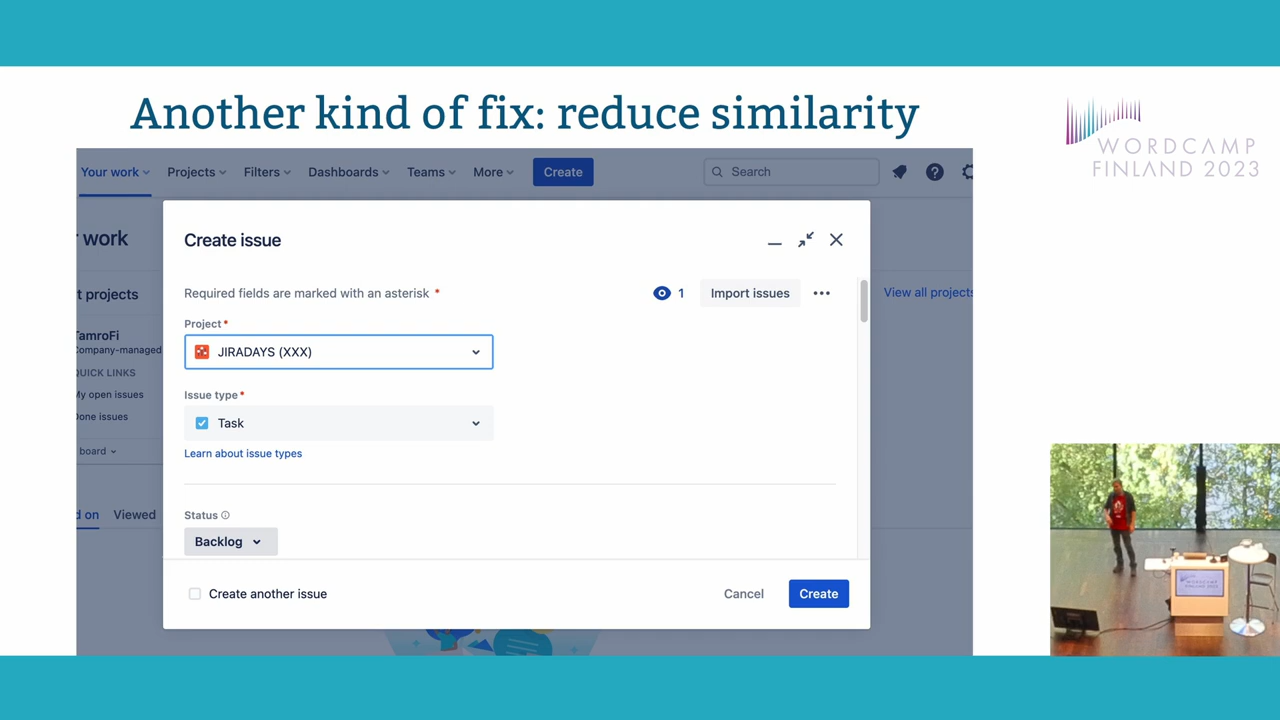 Another kind of fix: reduce similarity
WORDCAMP
FINLAND 2023
Your work Projects Filters Dashboards Teams More Create Search
r work
Create issue
t projects
Required fields are marked with an asterisk *
1 Import issues
View all projects
Project*
TamroFi
Company-managed
JIRADAYS (XXX)
QUICK LINKS
My open issues
Issue type*
Done issues
Task
board
Learn about issue types
d on Viewed
Status
Backlog
Create another issue
Cancel Create
WORDCAMP
FINLAND 2023